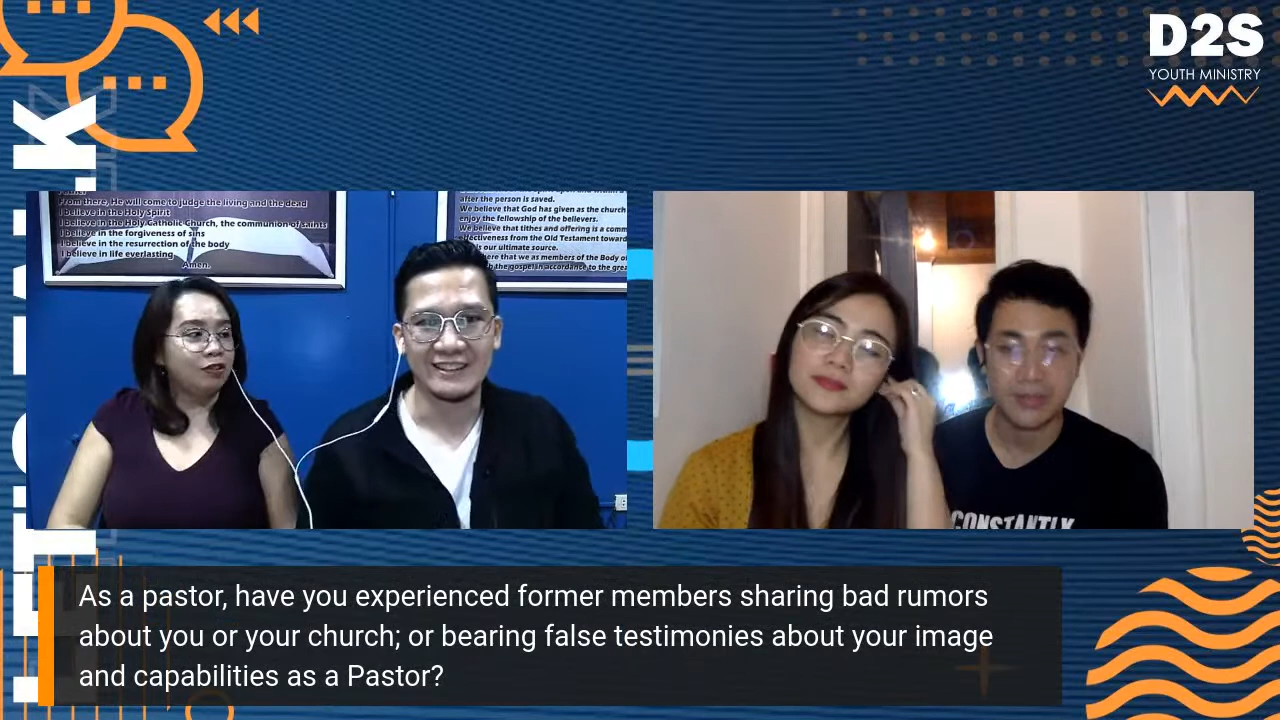 D2S
YOUTH MINISTRY
From there, He will come to judge the living and the dead
I believe in the Holy Spirit
I believe in the Holy Catholic Church, the communion of saints
I believe in the forgiveness of sins
I believe in the resurrection of the body
I believe in life everlasting
Amen.
after the person is saved.
We believe that God has given as the church
enjoy the fellowship of the believers.
We believe that tithes and offering is a comm
from the Old Testament toward
is our ultimate source.
that we as members of the Body o
the gospel in accordance to the grea
CONSTANTLY
As a pastor, have you experienced former members sharing bad rumors
about you or your church; or bearing false testimonies about your image
and capabilities as a Pastor?